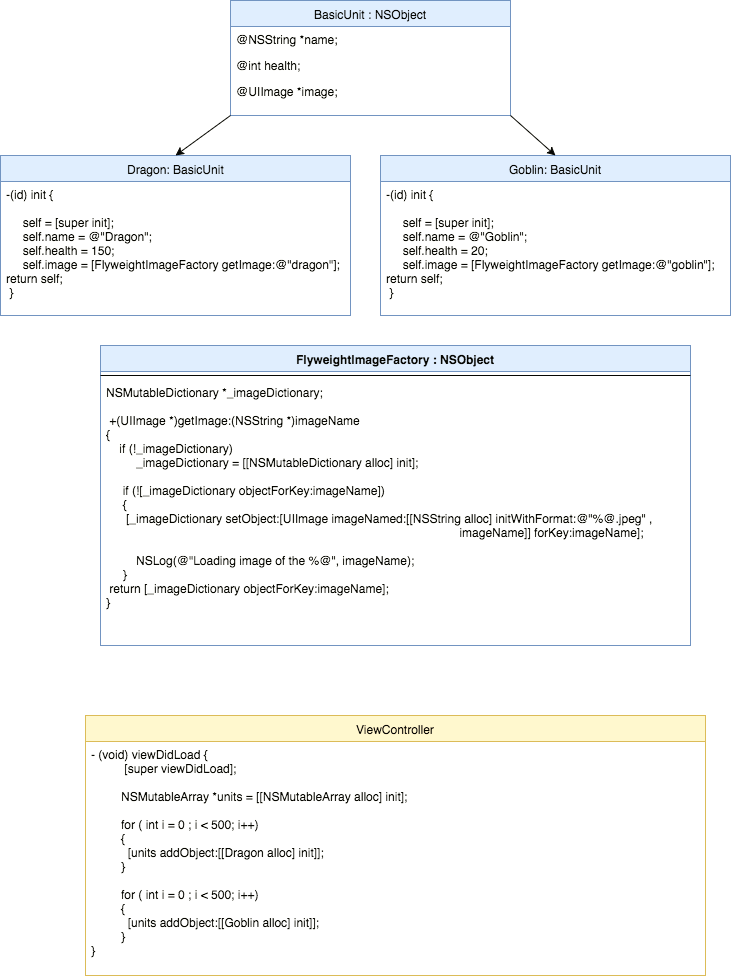 BasicUnit : NSObject
@NSString *name;
@int health;
@UIImage *image;
Dragon: BasicUnit
-(id) init {
self = [super init];
self.name = @"Dragon";
self.health = 150;
self.image = [FlyweightImageFactory getImage:@"dragon"];
return self;
}
Goblin: BasicUnit
-(id) init {
self = [super init];
self.name = @"Goblin";
self.health = 20;
self.image = [FlyweightImageFactory getImage:@"goblin"];
return self;
}
FlyweightImageFactory : NSObject
NSMutableDictionary *_imageDictionary;
+(UIImage *)getImage:(NSString *)imageName
{
if (!_imageDictionary)
_imageDictionary = [[NSMutableDictionary alloc] init];
if (![_imageDictionary objectForKey:imageName])
{
[_imageDictionary setObject:[UIImage imageNamed:[[NSString alloc] initWithFormat:@"%@.jpeg" ,
imageName]] forKey:imageName];
NSLog(@"Loading image of the %@", imageName);
}
return [_imageDictionary objectForKey:imageName];
}
ViewController
- (void) viewDidLoad {
[super viewDidLoad];
NSMutableArray *units = [[NSMutableArray alloc] init];
for ( int i = 0 ; i < 500; i++)
{
[units addObject:[[Dragon alloc] init]];
}
for ( int i = 0 ; i < 500; i++)
{
[units addObject:[[Goblin alloc] init]];
}
}